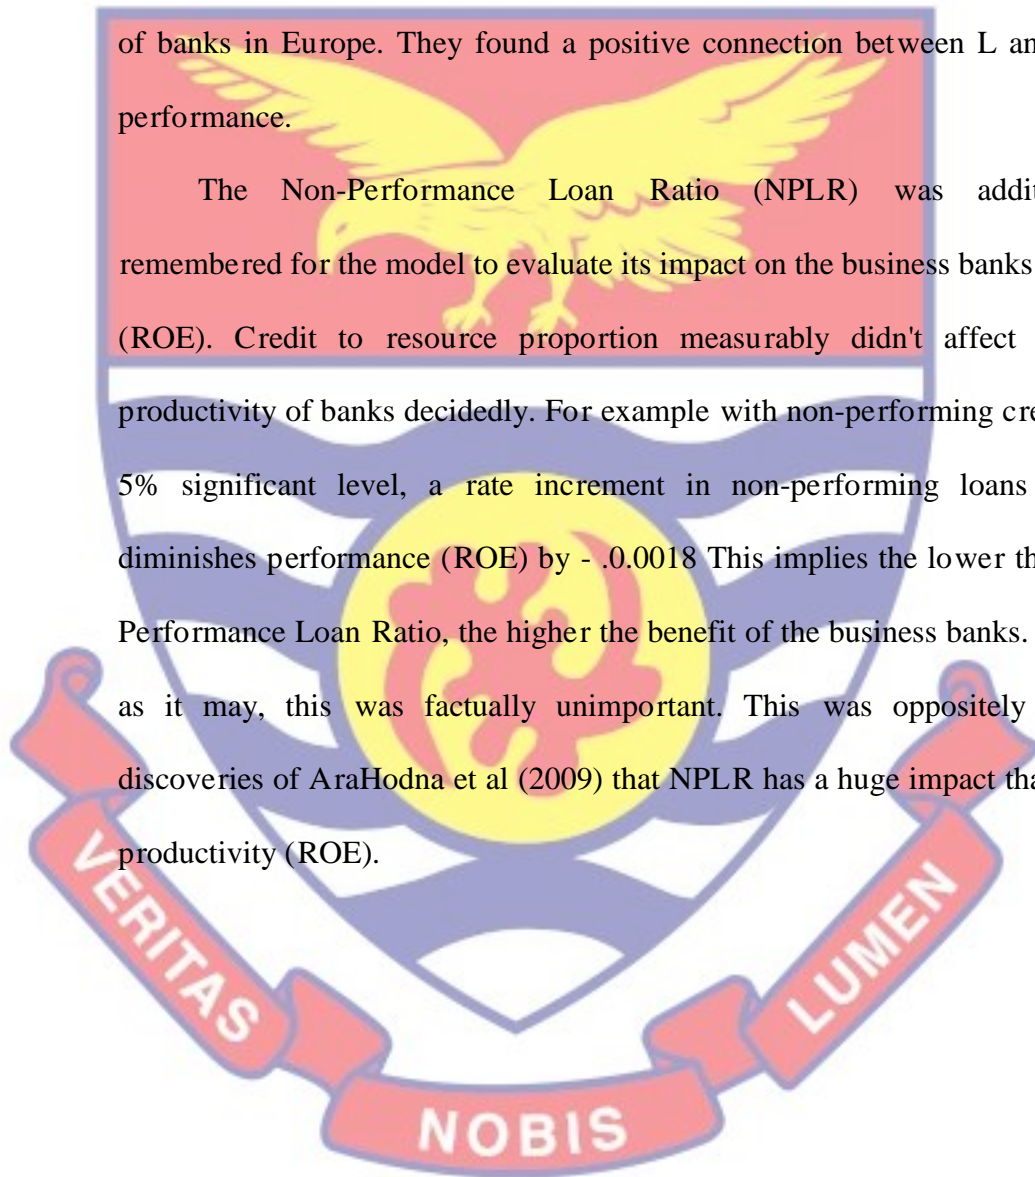 of banks in Europe. They found a positive connection between L an
performance.
The Non-Performance Loan Ratio (NPLR) was addit
remembered for the model to evaluate its impact on the business banks
(ROE). Credit to resource proportion measurably didn't affect
productivity of banks decidedly. For example with non-performing cre
5% significant level, a rate increment in non-performing loans
diminishes performance (ROE) by - .0.0018 This implies the lower th
Performance Loan Ratio, the higher the benefit of the business banks.
as it may, this was factually unimportant. This was oppositely
discoveries of AraHodna et al (2009) that NPLR has a huge impact tha
productivity (ROE).
VERITAS
NOBIS
LUMEN